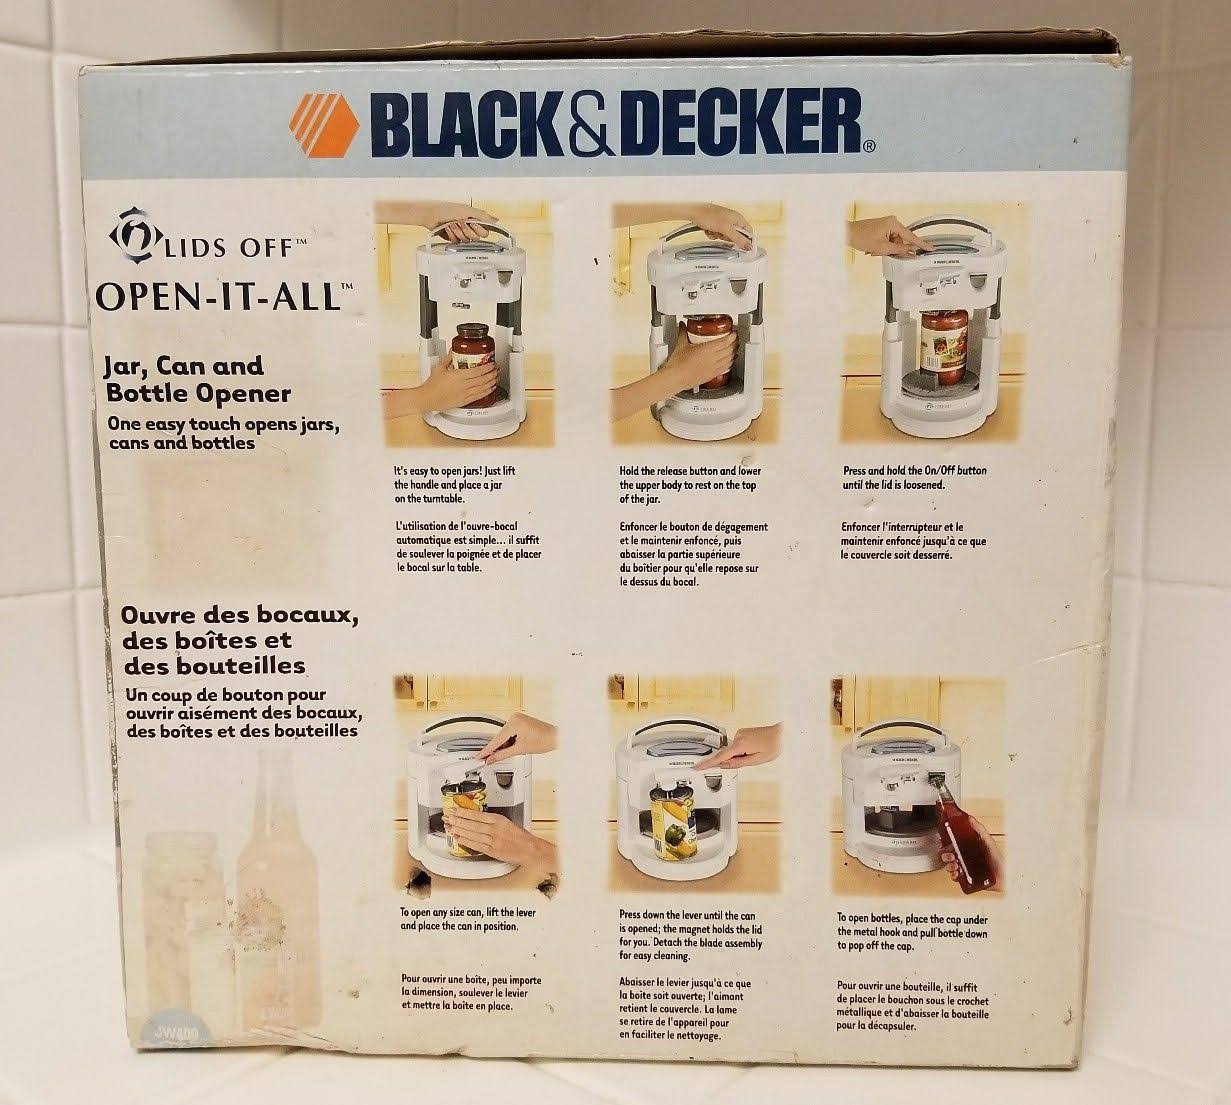 BLACK&DECKER®
LIDS OFF™
OPEN-IT-ALL™
Jar, Can and
Bottle Opener
One easy touch opens jars,
cans and bottles
Ouvre des bocaux,
des boîtes et
des bouteilles
Un coup de bouton pour
ouvrir aisément des bocaux,
des boîtes et des bouteilles
JW400
It's easy to open jars! Just lift
the handle and place a jar
on the turntable.
L'utilisation de l'ouvre-bocal
automatique est simple... il suffit
de soulever la poignée et de placer
le bocal sur la table.
Hold the release button and lower
the upper body to rest on the top
of the jar.
Enfoncer le bouton de dégagement
et le maintenir enfoncé, puis
abaisser la partie supérieure
du boîtier pour qu'elle repose sur
le dessus du bocal.
Press and hold the On/Off button
until the lid is loosened.
Enfoncer l'interrupteur et le
maintenir enfoncé jusqu'à ce que
le couvercle soit desserré.
To open any size can, lift the lever
and place the can in position.
Pour ouvrir une boîte, peu importe
la dimension, soulever le levier
et mettre la boîte en place.
Press down the lever until the can
is opened; the magnet holds the lid
for you. Detach the blade assembly
for easy cleaning.
Abaisser le levier jusqu'à ce que
la boîte soit ouverte; l'aimant
retient le couvercle. La lame
se retire de l'appareil pour
en faciliter le nettoyage.
To open bottles, place the cap under
the metal hook and pull bottle down
to pop off the cap.
Pour ouvrir une bouteille, il suffit
de placer le bouchon sous le crochet
métallique et d'abaisser la bouteille
pour la décapsuler.